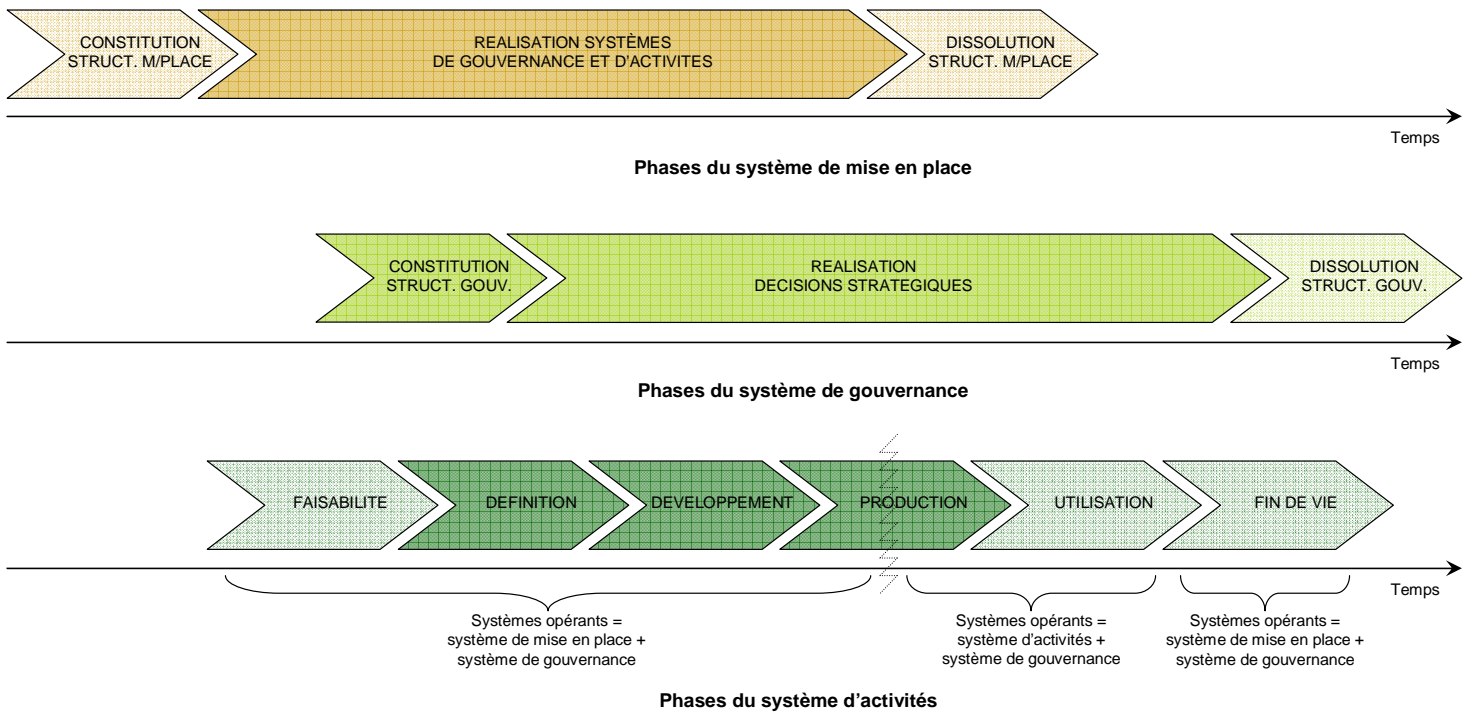 CONSTITUTION
STRUCT. M/PLACE
REALISATION SYSTÈMES
DE GOUVERNANCE ET D'ACTIVITES
DISSOLUTION
STRUCT. M/PLACE
Temps
Phases du système de mise en place
CONSTITUTION
STRUCT. GOUV.
REALISATION
DECISIONS STRATEGIQUES
DISSOLUTION
STRUCT. GOUV.
Temps
Phases du système de gouvernance
FAISABILITE
DEFINITION
DEVELOPPEMENT
PRODUCTION
UTILISATION
FIN DE VIE
Temps
Systèmes opérants =
système de mise en place +
système de gouvernance
Systèmes opérants =
système d'activités +
système de gouvernance
Systèmes opérants =
système de mise en place +
système de gouvernance
Phases du système d'activités